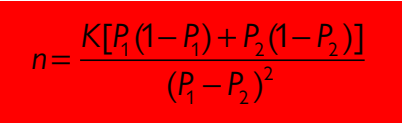 n = K[P₁(1 − P₁) + P₂(1 − P₂)] / (P₁ − P₂)²